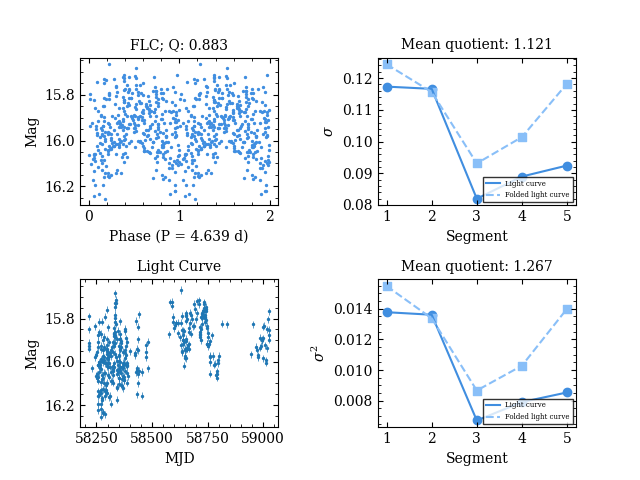 FLC; Q: 0.883
Mag
15.8
16.0
16.2
0
1
2
Phase (P = 4.639 d)
Mean quotient: 1.121
σ
0.12
0.11
0.10
0.09
0.08
Light curve
Folded light curve
1
2
3
4
5
Segment
Light Curve
Mag
15.8
16.0
16.2
58250
58500
58750
59000
MJD
Mean quotient: 1.267
σ²
0.014
0.012
0.010
0.008
Light curve
Folded light curve
1
2
3
4
5
Segment